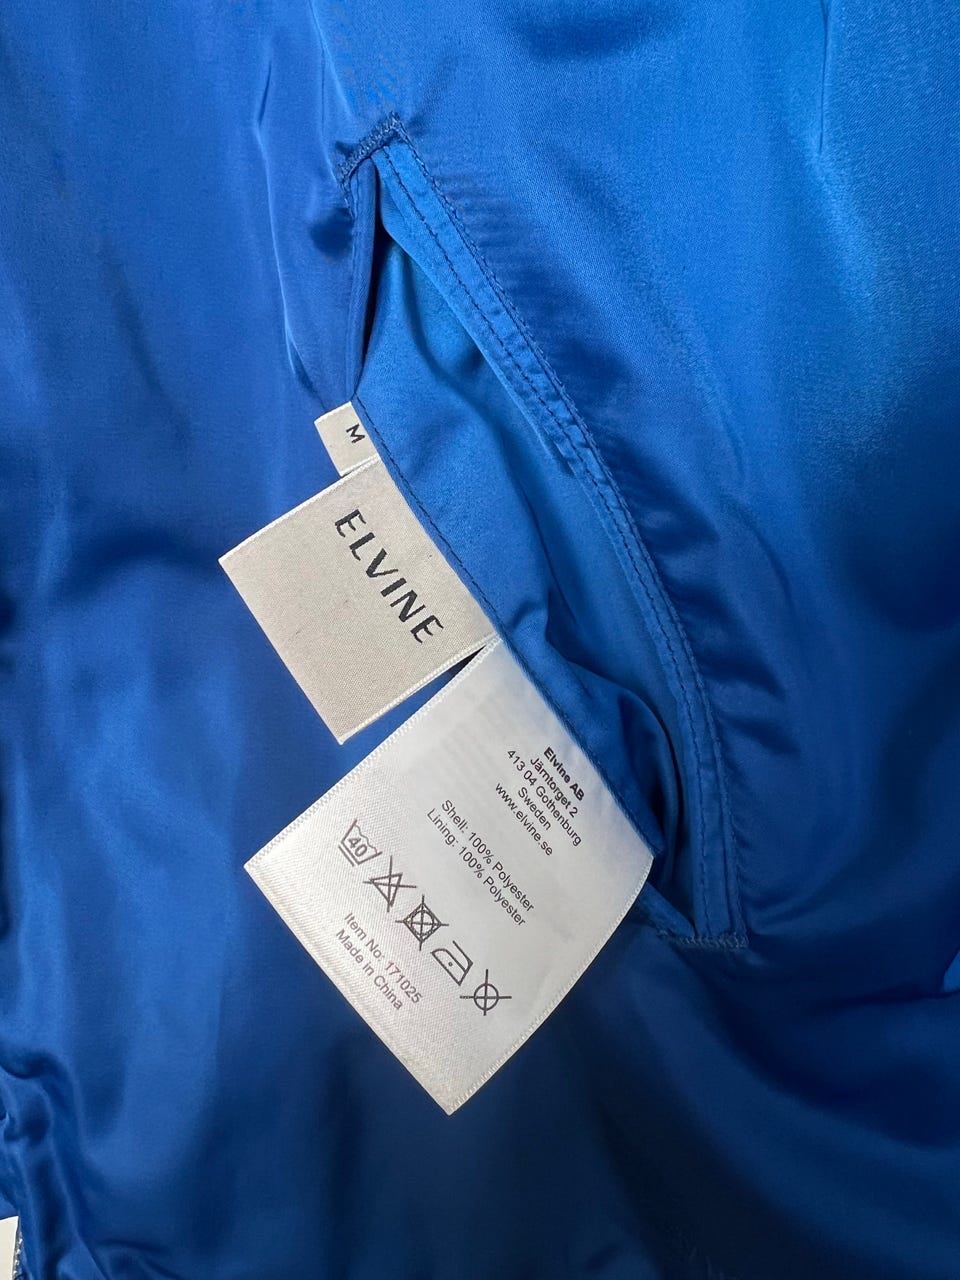 M
ELVINE
Elvine AB
Järntorget 2
413 04 Gothenburg
Sweden
www.elvine.se
Shell: 100% Polyester
Lining: 100% Polyester
40
Item No: 171025
Made in China